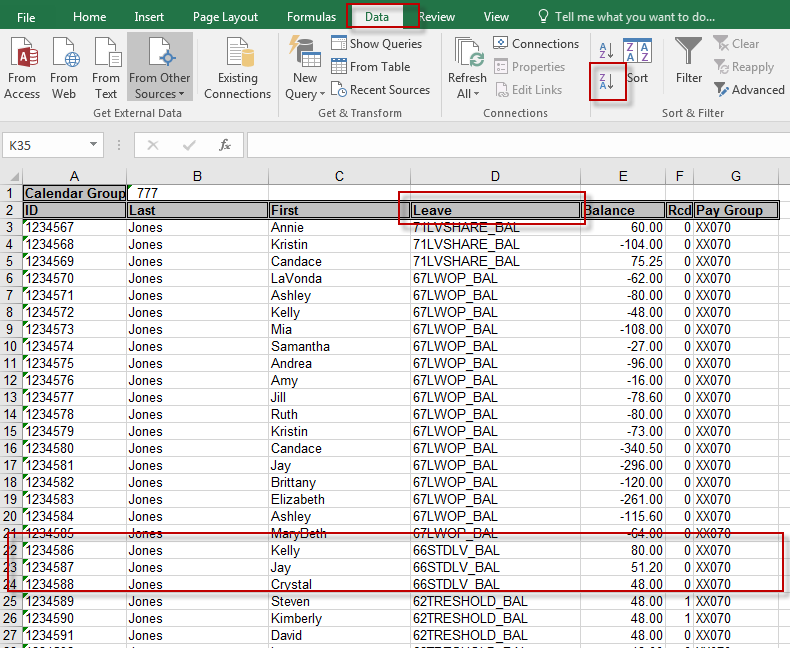 File Home Insert Page Layout Formulas Data Review View Tell me what you want to do...
From Access
From Web
From Text
From Other Sources
Existing Connections
Get External Data
New Query
Show Queries
From Table
Recent Sources
Get & Transform
Refresh All
Connections
Properties
Edit Links
Connections
A Z
Z A
Z A A Z
Sort
Filter
Clear
Reapply
Advanced
Sort & Filter
K35 fx
A B C D E F G
1 Calendar Group 777
2 ID Last First Leave Balance Rcd Pay Group
3 1234567 Jones Annie 71LVSHARE_BAL 60.00 0 XX070
4 1234568 Jones Kristin 71LVSHARE_BAL -104.00 0 XX070
5 1234569 Jones Candace 71LVSHARE_BAL 75.25 0 XX070
6 1234570 Jones LaVonda 67LWOP_BAL -62.00 0 XX070
7 1234571 Jones Ashley 67LWOP_BAL -80.00 0 XX070
8 1234572 Jones Kelly 67LWOP_BAL -48.00 0 XX070
9 1234573 Jones Mia 67LWOP_BAL -108.00 0 XX070
10 1234574 Jones Samantha 67LWOP_BAL -27.00 0 XX070
11 1234575 Jones Andrea 67LWOP_BAL -96.00 0 XX070
12 1234576 Jones Amy 67LWOP_BAL -16.00 0 XX070
13 1234577 Jones Jill 67LWOP_BAL -78.60 0 XX070
14 1234578 Jones Ruth 67LWOP_BAL -80.00 0 XX070
15 1234579 Jones Kristin 67LWOP_BAL -73.00 0 XX070
16 1234580 Jones Candace 67LWOP_BAL -340.50 0 XX070
17 1234581 Jones Jay 67LWOP_BAL -296.00 0 XX070
18 1234582 Jones Brittany 67LWOP_BAL -120.00 0 XX070
19 1234583 Jones Elizabeth 67LWOP_BAL -261.00 0 XX070
20 1234584 Jones Ashley 67LWOP_BAL -115.60 0 XX070
21 1234585 Jones MaryBeth 67LWOP_BAL -64.00 0 XX070
22 1234586 Jones Kelly 66STDLV_BAL 80.00 0 XX070
23 1234587 Jones Jay 66STDLV_BAL 51.20 0 XX070
24 1234588 Jones Crystal 66STDLV_BAL 48.00 0 XX070
25 1234589 Jones Steven 62TRESHOLD_BAL 48.00 1 XX070
26 1234590 Jones Kimberly 62TRESHOLD_BAL 48.00 1 XX070
27 1234591 Jones David 62TRESHOLD_BAL 48.00 0 XX070